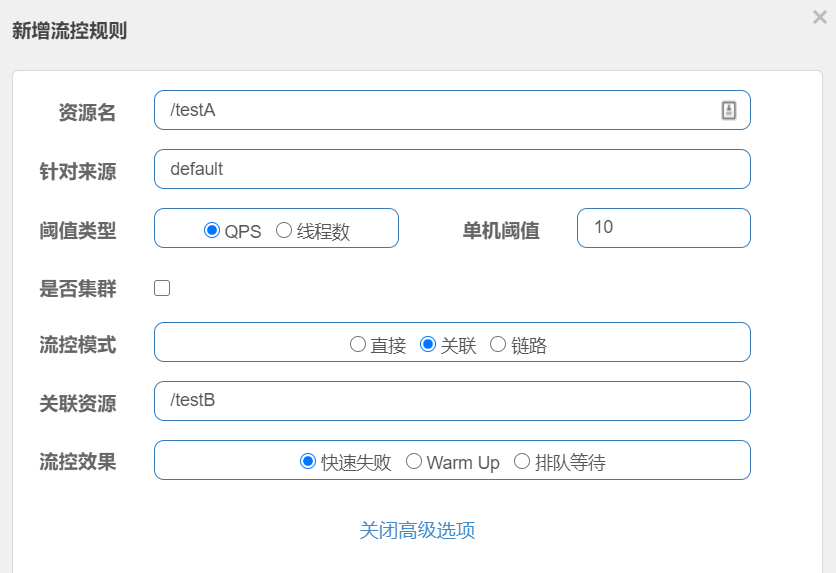 新增流控规则
×
资源名 /testA
针对来源 default
阈值类型 QPS 线程数 单机阈值 10
是否集群
流控模式 直接 关联 链路
关联资源 /testB
流控效果 快速失败 Warm Up 排队等待
关闭高级选项